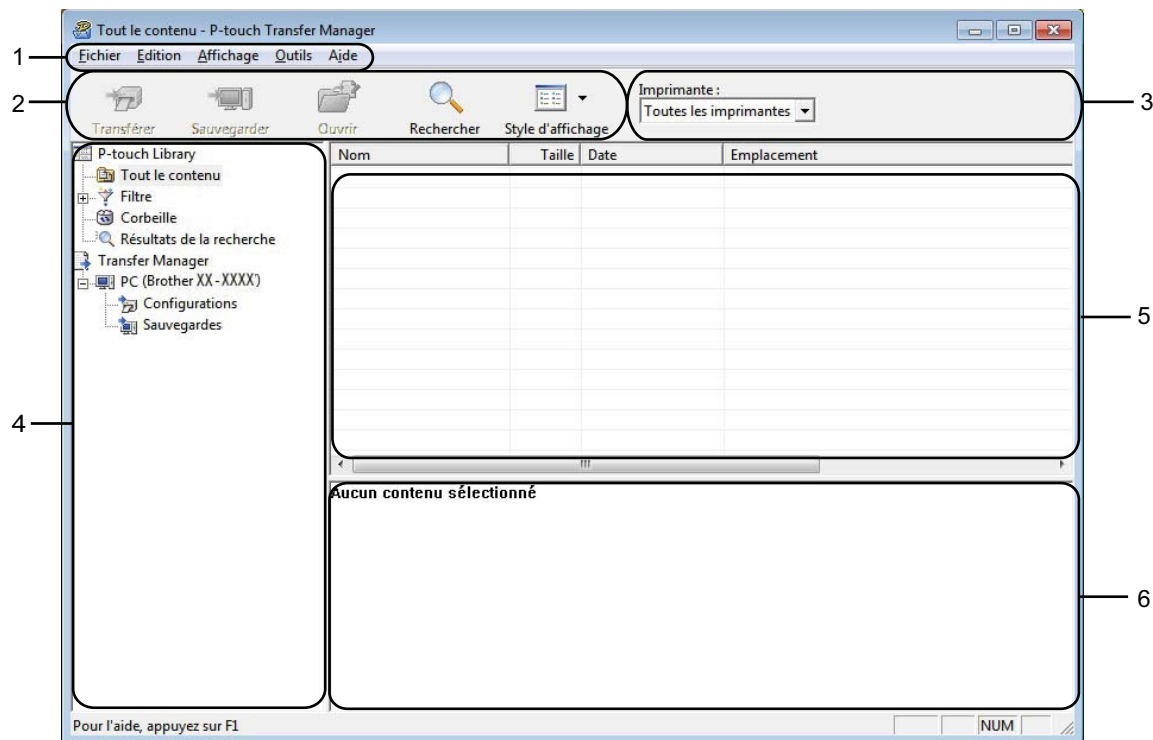 Tout le contenu - P-touch Transfer Manager
1
Fichier Edition Affichage Outils Aide
2
Transférer Sauvegarder Ouvrir Rechercher Style d'affichage
Imprimante :
Toutes les imprimantes
3
P-touch Library
Tout le contenu
Filtre
Corbeille
Résultats de la recherche
Transfer Manager
PC (Brother XX-XXXX')
Configurations
Sauvegardes
4
Nom Taille Date Emplacement
5
Aucun contenu sélectionné
6
Pour l'aide, appuyez sur F1
NUM